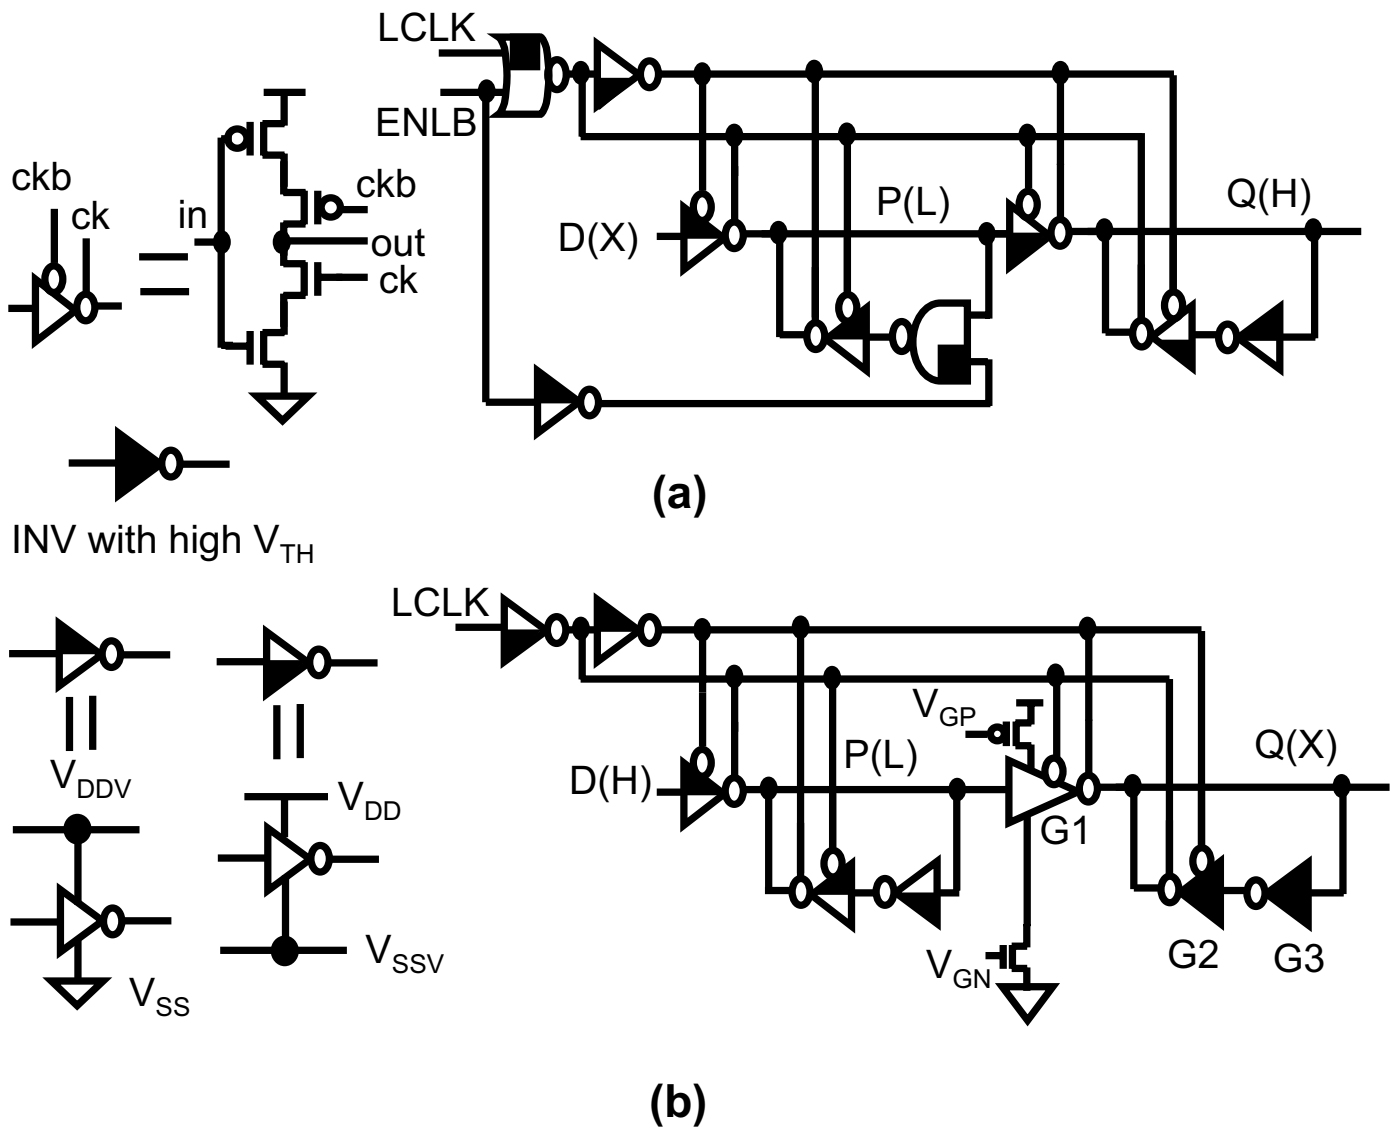 LCLK
ENLB
ckb
ck
in
ckb
out
ck
D(X)
P(L)
Q(H)
(a)
INV with high VTH
VDDV
VSS
VDD
VSSV
LCLK
VGP
D(H)
P(L)
Q(X)
G1
VGN
G2
G3
(b)